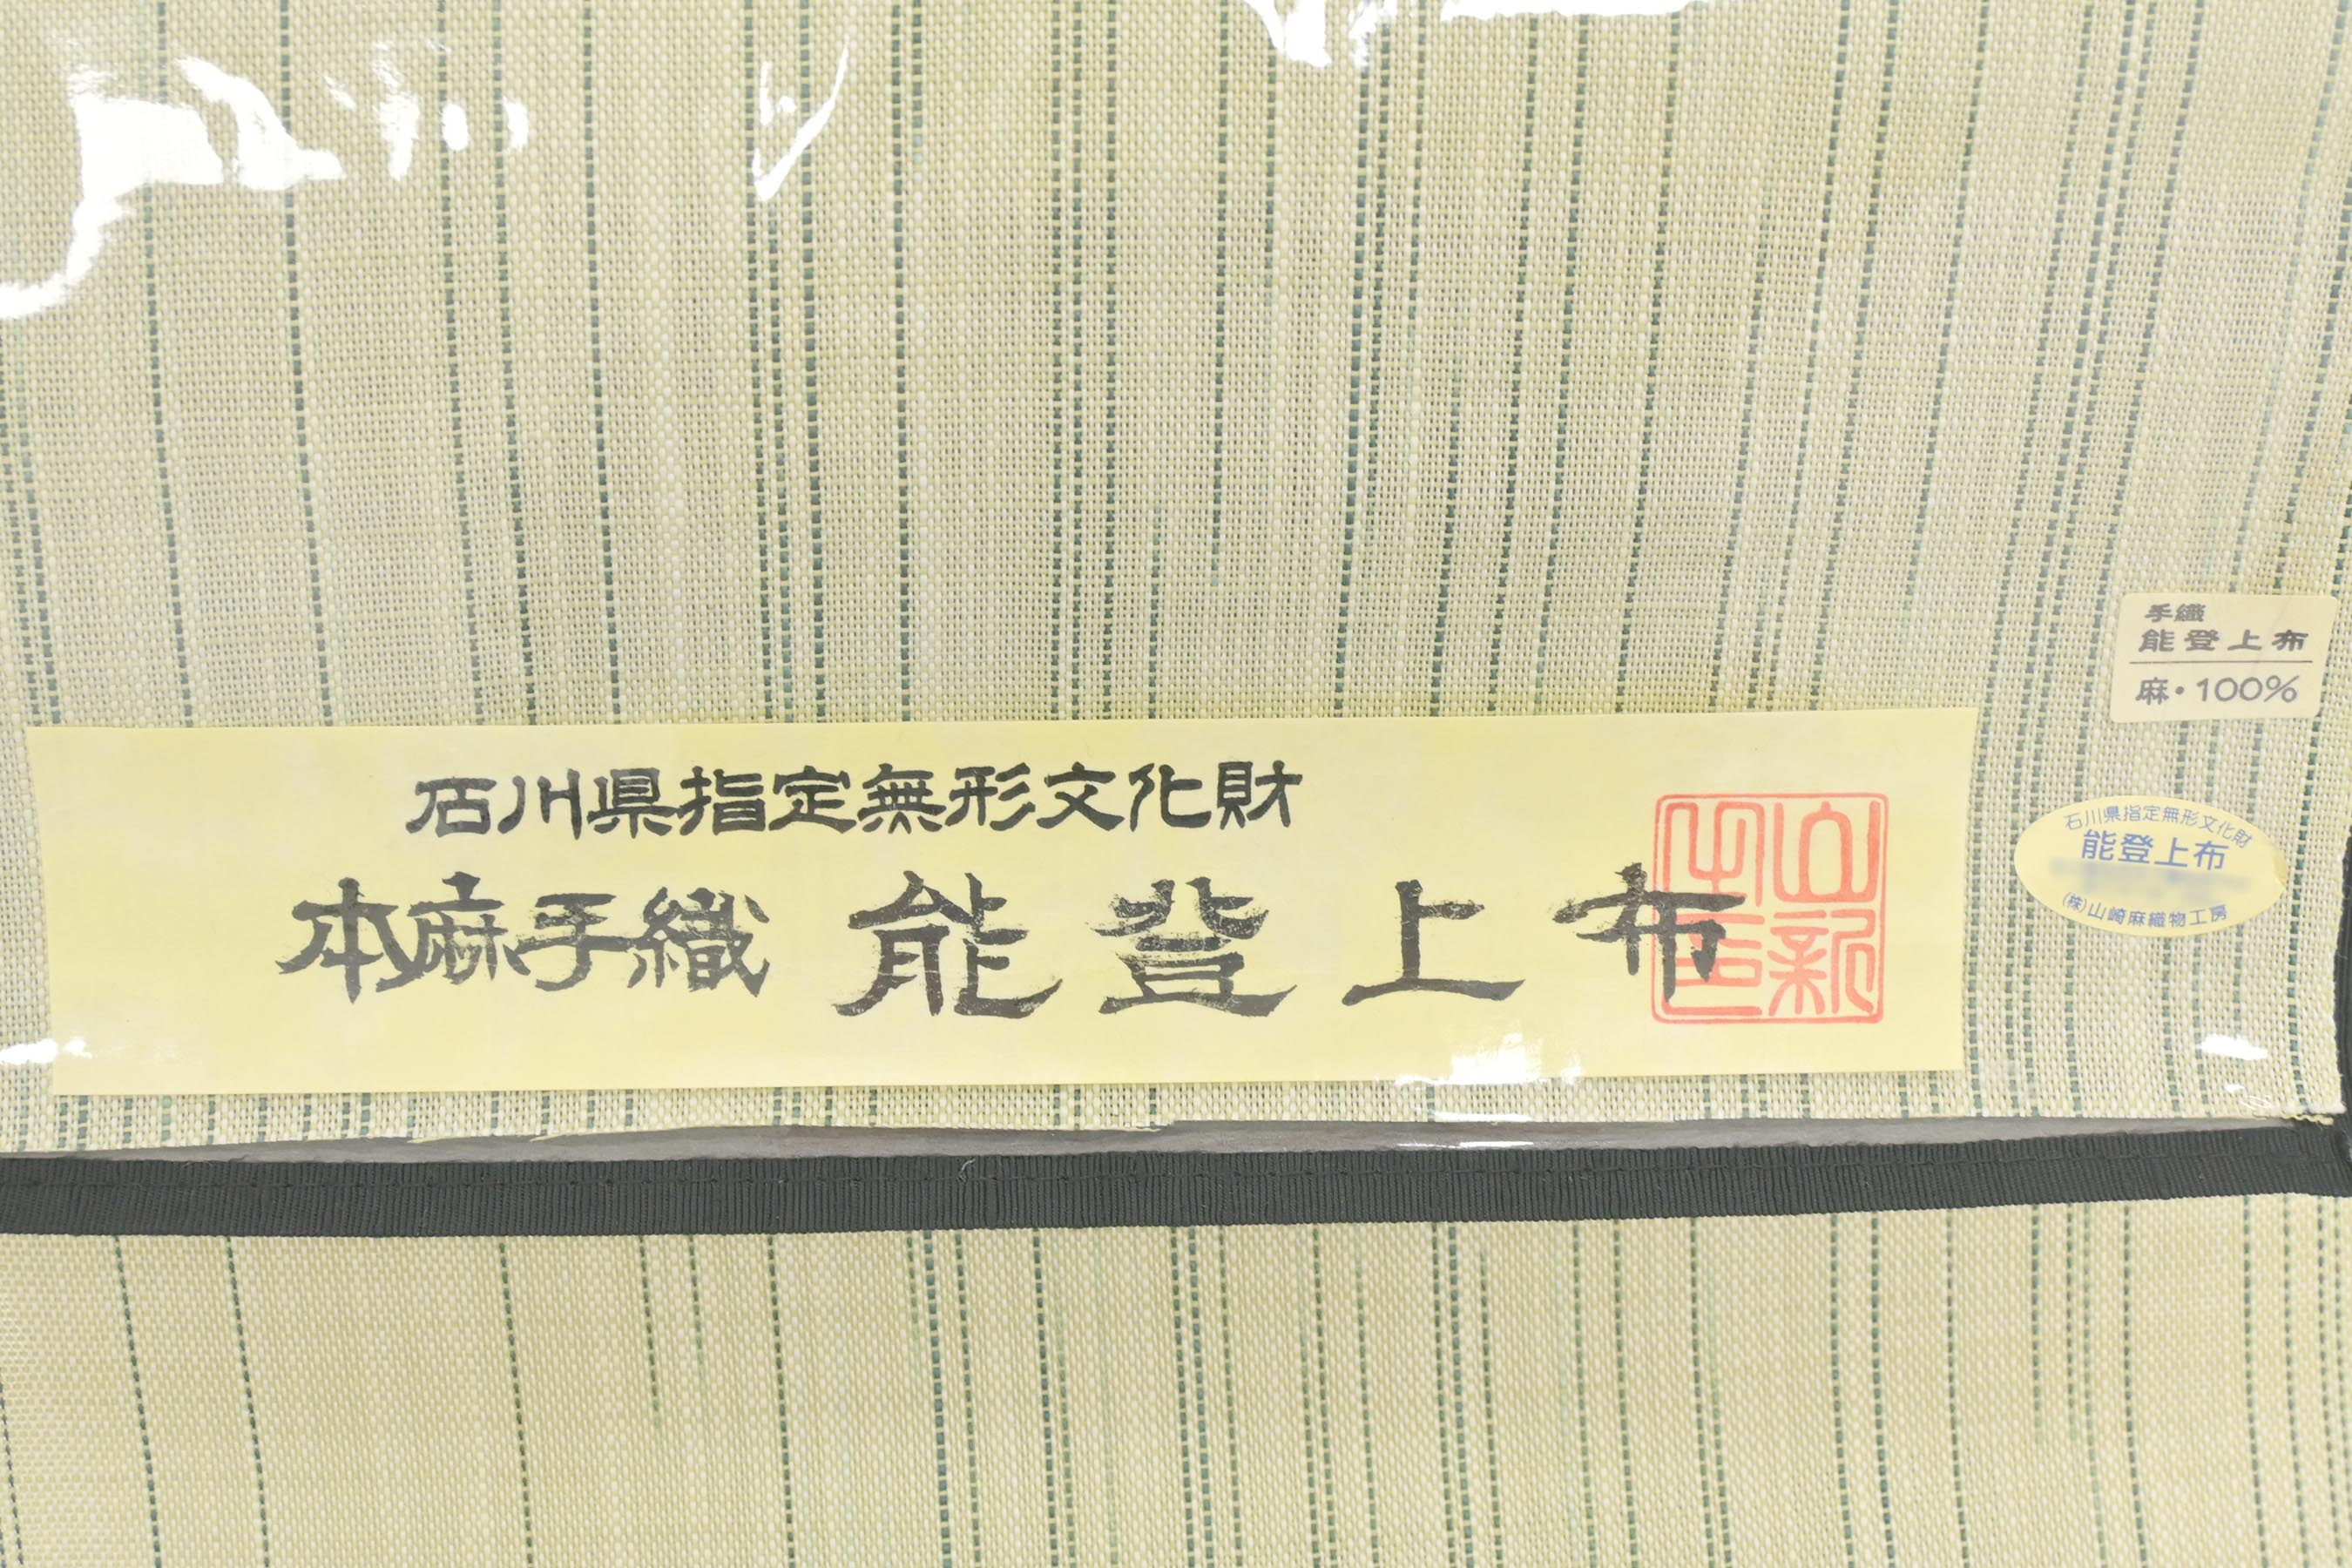 石川県指定無形文化財
本麻手織 能登上布
手織
能登上布
麻・100%
石川県指定無形文化財
能登上布
(株)山崎麻織物工房